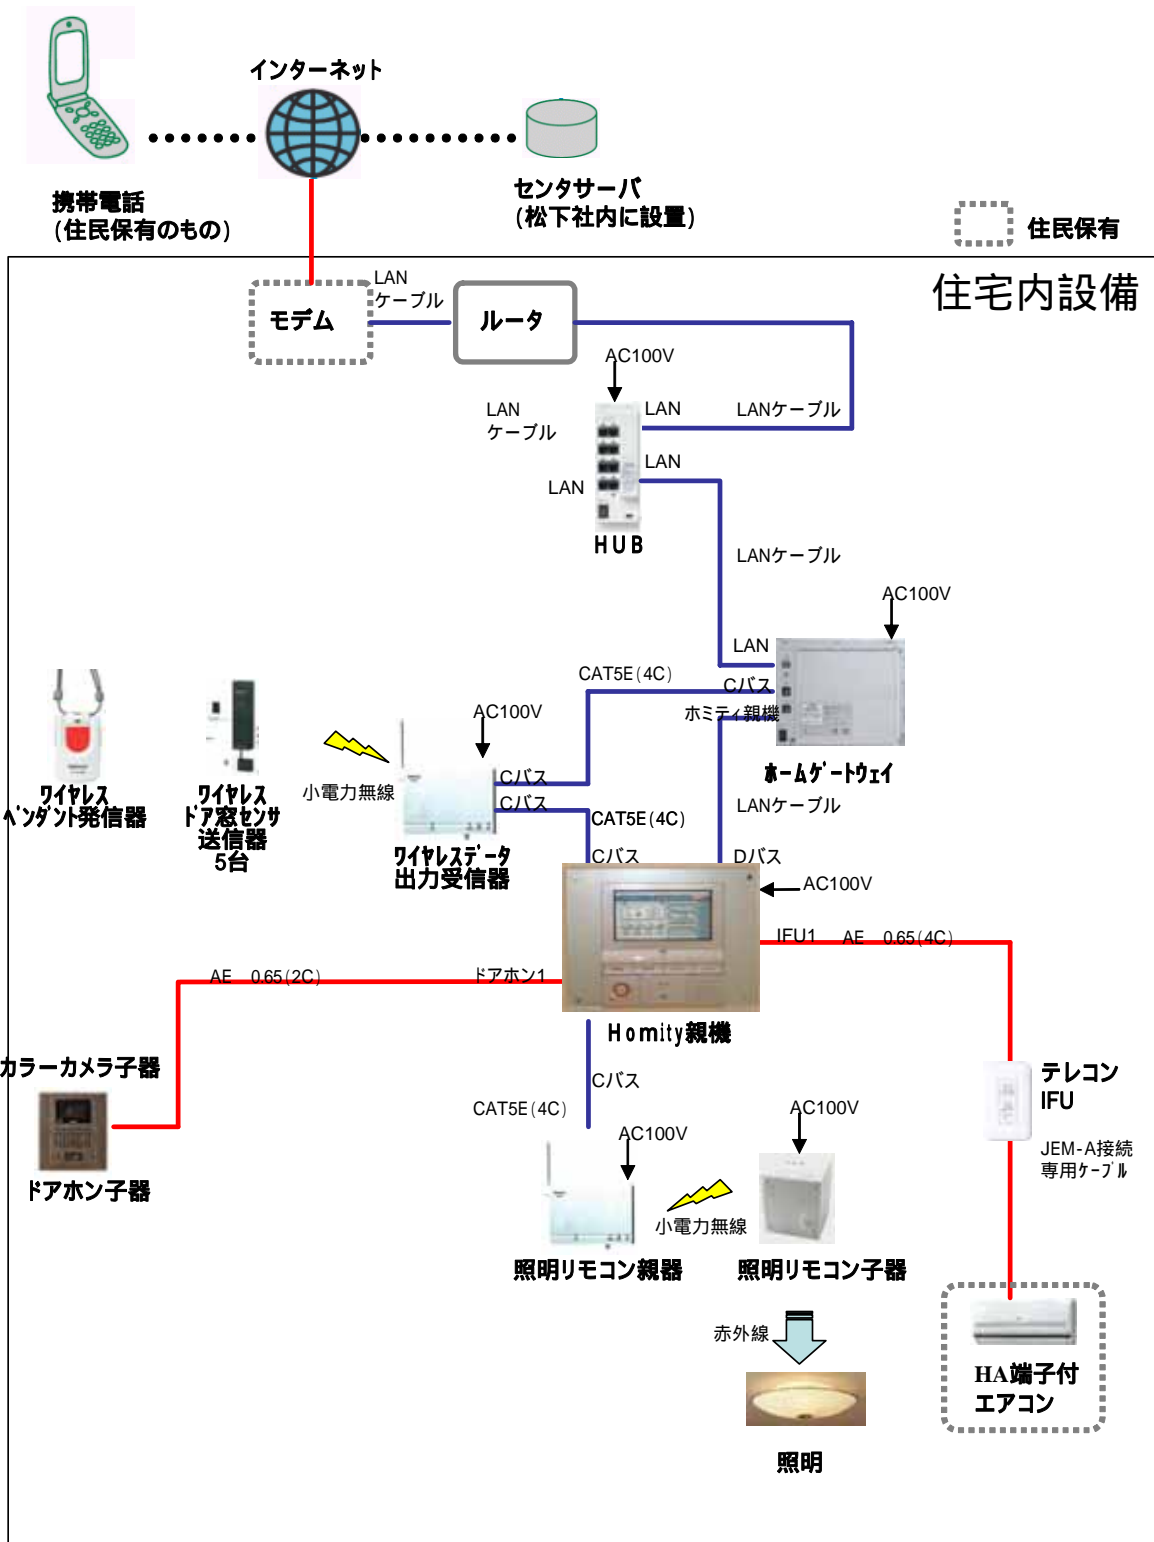 インターネット
携帯電話
(住民保有のもの)
センタサーバ
(松下社内に設置)
住民保有
住宅内設備
モデム
LAN
ケーブル
ルータ
AC100V
LAN
ケーブル
LAN
LANケーブル
LAN
LAN
HUB
LANケーブル
AC100V
LAN
CAT5E(4C)
Cバス
ホミティ親機
AC100V
ホームゲートウェイ
小電力無線
Cバス
Cバス
LANケーブル
CAT5E(4C)
ワイヤレス
ペンダント発信器
ワイヤレス
ドア窓センサ
送信器
5台
ワイヤレスデータ
出力受信器
Cバス
Dバス
AC100V
IFU1
AE 0.65(4C)
AE 0.65(2C)
ドアホン1
Homity親機
カラーカメラ子器
ドアホン子器
Cバス
CAT5E(4C)
AC100V
AC100V
テレコン
IFU
JEM-A接続
専用ケーブル
小電力無線
照明リモコン親器
照明リモコン子器
赤外線
HA端子付
エアコン
照明